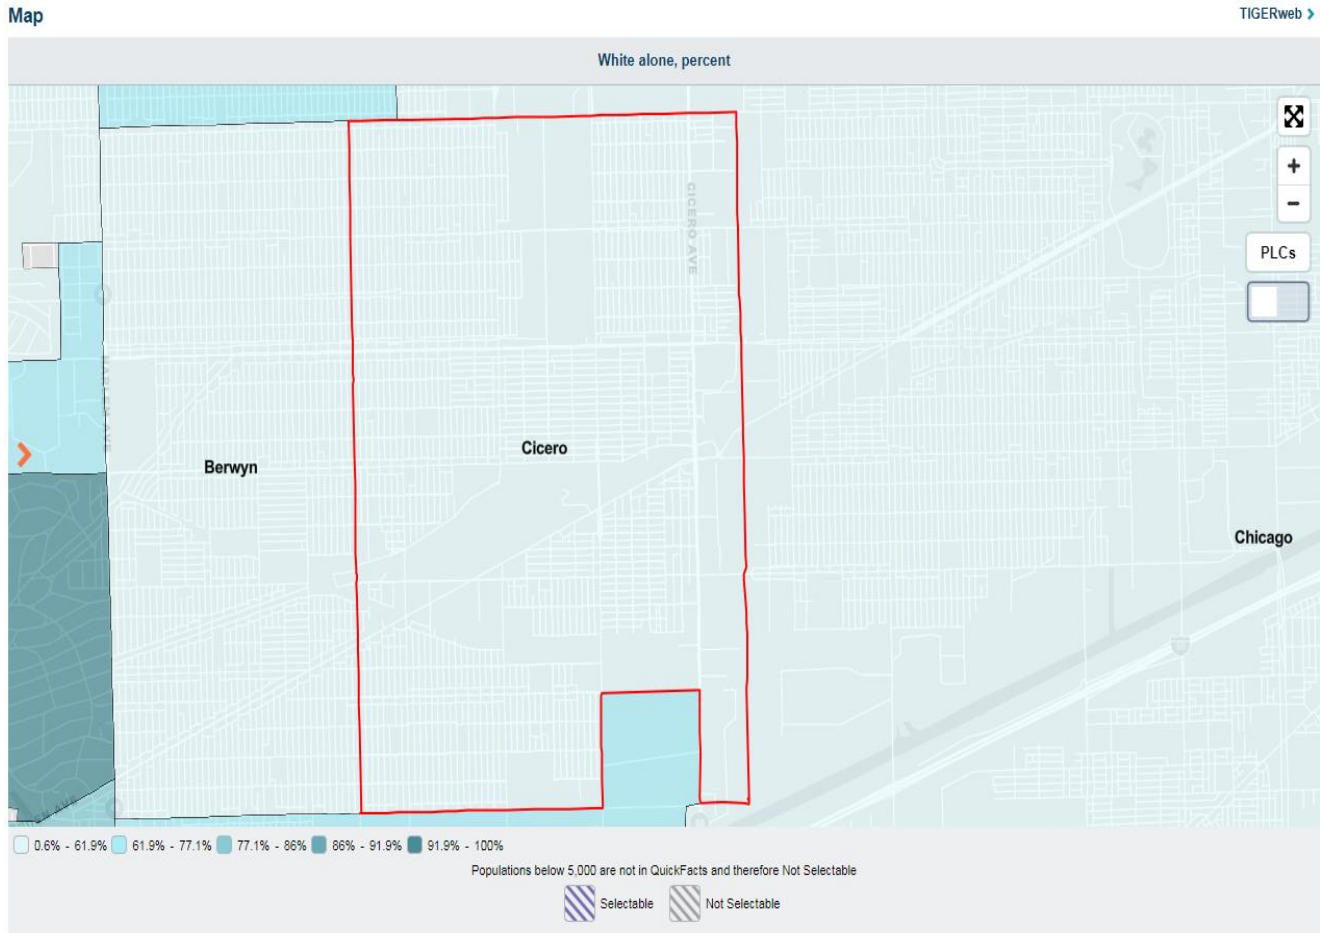 Map
TIGERweb
White alone, percent
CICERO AVE
PLCs
Cicero
Berwyn
Chicago
0.6% - 61.9% 61.9% - 77.1% 77.1% - 86% 86% - 91.9% 91.9% - 100%
Populations below 5,000 are not in QuickFacts and therefore Not Selectable
Selectable Not Selectable